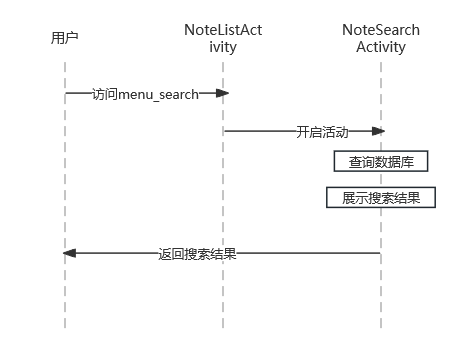 用户
NoteListAct
ivity
NoteSearch
Activity
访问menu_search
开启活动
查询数据库
展示搜索结果
返回搜索结果